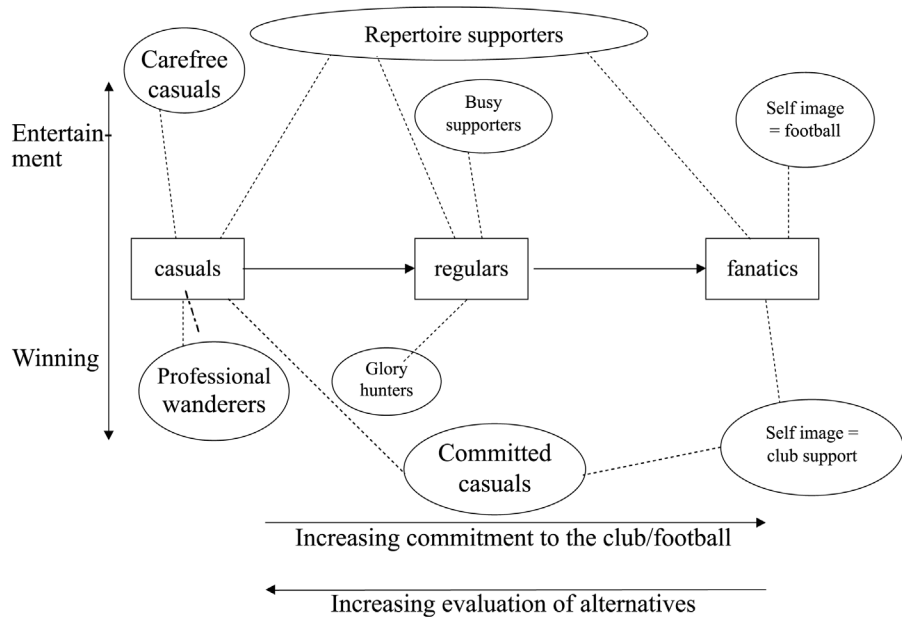 Repertoire supporters
Carefree
casuals
Busy
supporters
Self image
= football
Entertain-
ment
casuals
regulars
fanatics
Winning
Professional
wanderers
Glory
hunters
Committed
casuals
Self image =
club support
Increasing commitment to the club/football
Increasing evaluation of alternatives